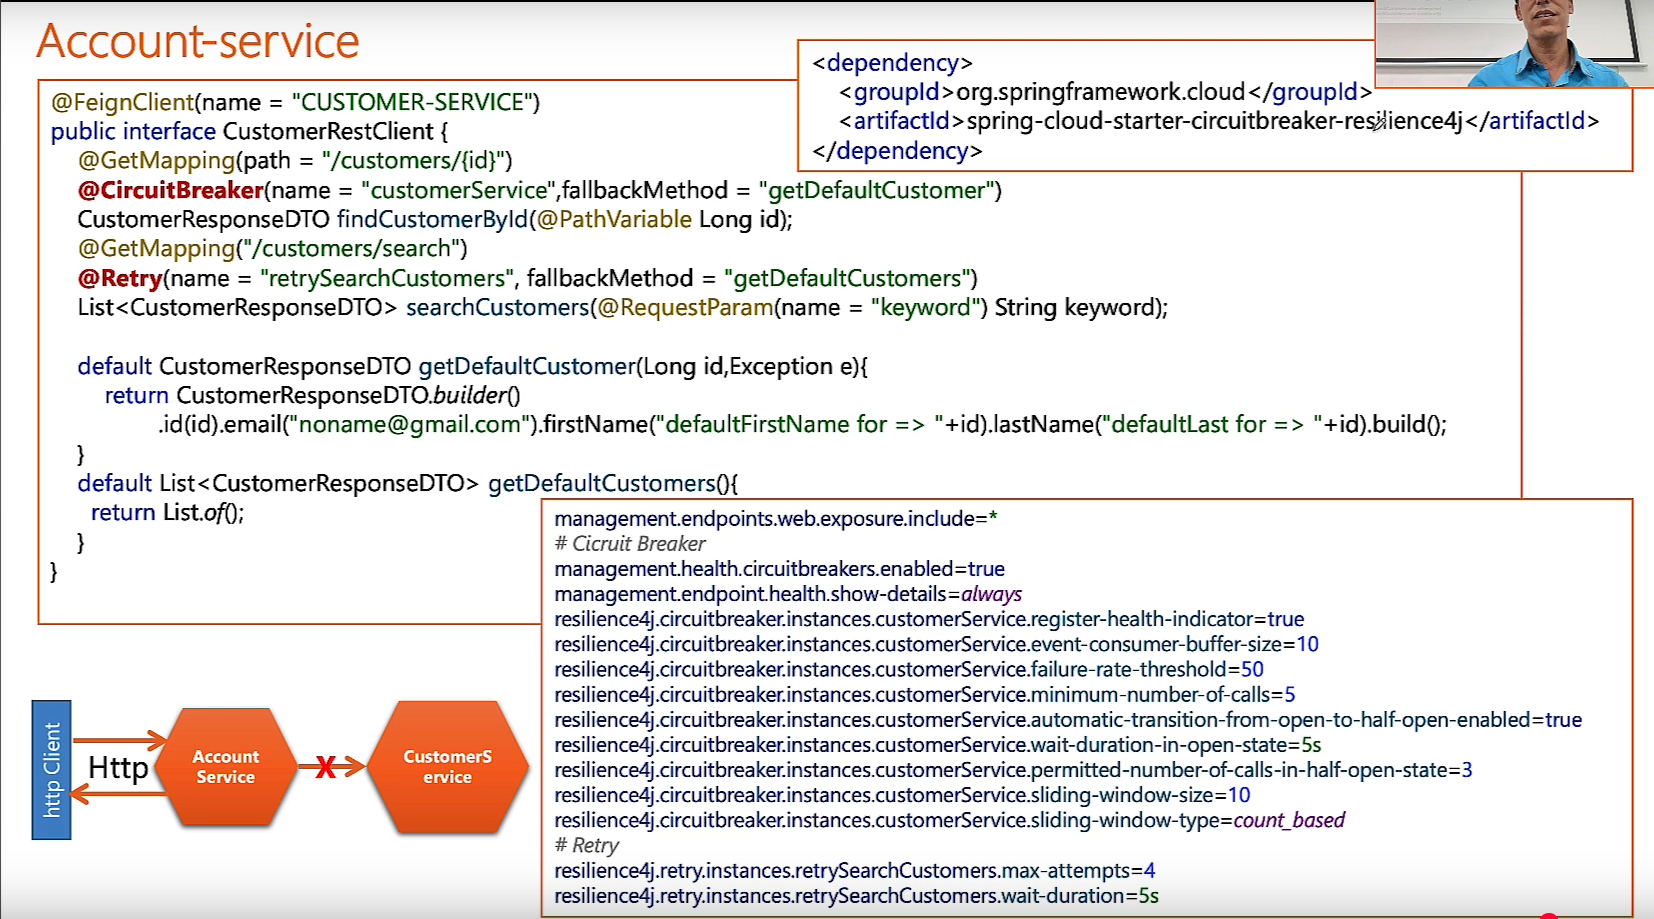 Account-service
<dependency>
<groupId>org.springframework.cloud</groupId>
<artifactId>spring-cloud-starter-circuitbreaker-resilience4j</artifactId>
</dependency>
@FeignClient(name = "CUSTOMER-SERVICE")
public interface CustomerRestClient {
@GetMapping(path = "/customers/{id}")
@CircuitBreaker(name = "customerService",fallbackMethod = "getDefaultCustomer")
CustomerResponseDTO findCustomerById(@PathVariable Long id);
@GetMapping("/customers/search")
@Retry(name = "retrySearchCustomers", fallbackMethod = "getDefaultCustomers")
List<CustomerResponseDTO> searchCustomers(@RequestParam(name = "keyword") String keyword);
default CustomerResponseDTO getDefaultCustomer(Long id,Exception e){
return CustomerResponseDTO.builder()
.id(id).email("noname@gmail.com").firstName("defaultFirstName for => "+id).lastName("defaultLast for => "+id).build();
}
default List<CustomerResponseDTO> getDefaultCustomers(){
return List.of();
}
}
management.endpoints.web.exposure.include=*
# Cicruit Breaker
management.health.circuitbreakers.enabled=true
management.endpoint.health.show-details=always
resilience4j.circuitbreaker.instances.customerService.register-health-indicator=true
resilience4j.circuitbreaker.instances.customerService.event-consumer-buffer-size=10
resilience4j.circuitbreaker.instances.customerService.failure-rate-threshold=50
resilience4j.circuitbreaker.instances.customerService.minimum-number-of-calls=5
resilience4j.circuitbreaker.instances.customerService.automatic-transition-from-open-to-half-open-enabled=true
resilience4j.circuitbreaker.instances.customerService.wait-duration-in-open-state=5s
resilience4j.circuitbreaker.instances.customerService.permitted-number-of-calls-in-half-open-state=3
resilience4j.circuitbreaker.instances.customerService.sliding-window-size=10
resilience4j.circuitbreaker.instances.customerService.sliding-window-type=count_based
# Retry
resilience4j.retry.instances.retrySearchCustomers.max-attempts=4
resilience4j.retry.instances.retrySearchCustomers.wait-duration=5s
http Client
Http
Account
Service
X
CustomerS
ervice